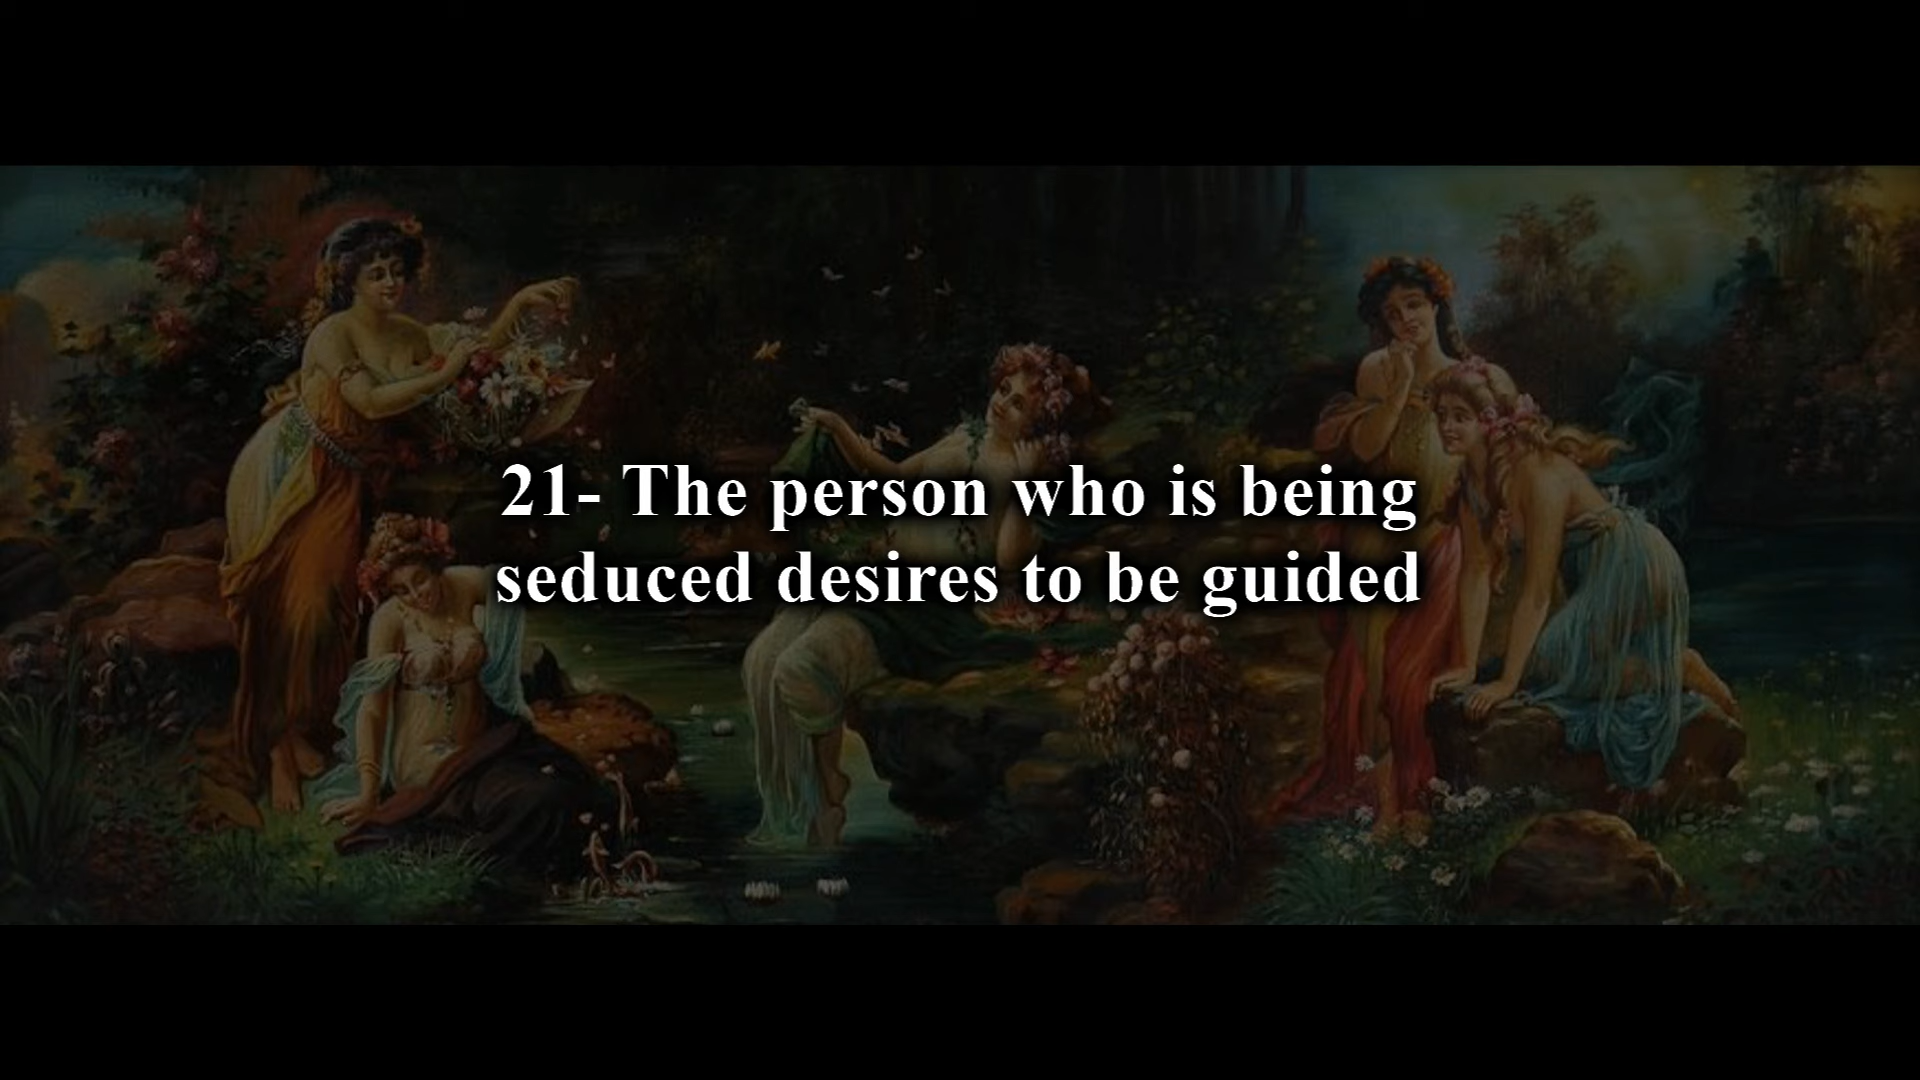 21- The person who is being
seduced desires to be guided